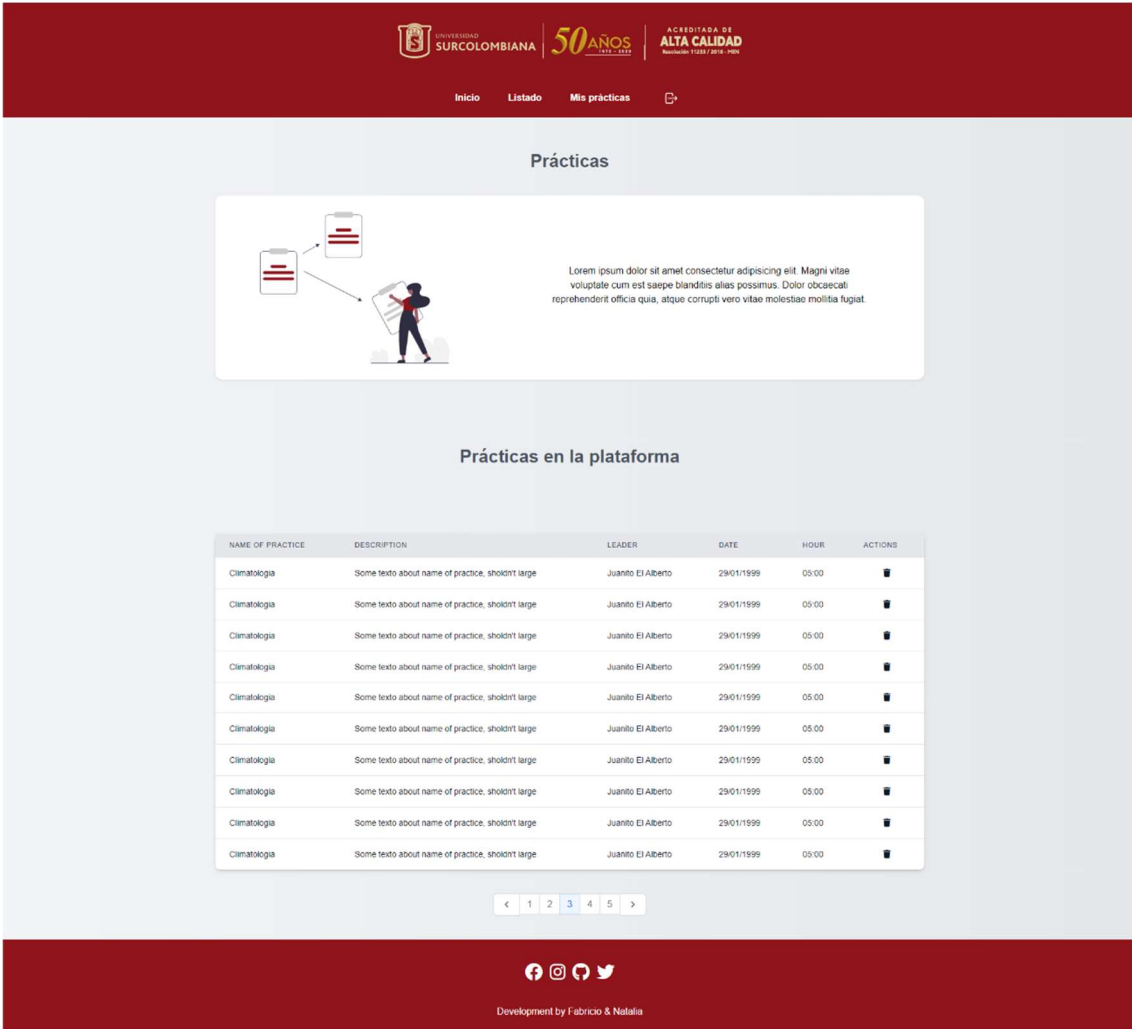 UNIVERSIDAD
SURCOLOMBIANA
50 AÑOS
1970 - 2020
ACREDITADA DE
ALTA CALIDAD
Resolución 11233 / 2018 - MEN
Inicio Listado Mis prácticas
Prácticas
Lorem ipsum dolor sit amet consectetur adipisicing elit. Magni vitae
voluptate cum est saepe blanditiis alias possimus. Dolor obcaecati
reprehenderit officia quia, atque corrupti vero vitae molestiae mollitia fugiat.
Prácticas en la plataforma
NAME OF PRACTICE DESCRIPTION LEADER DATE HOUR ACTIONS
Climatologia Some texto about name of practice, sholdn't large Juanito El Alberto 29/01/1999 05:00
Climatologia Some texto about name of practice, sholdn't large Juanito El Alberto 29/01/1999 05:00
Climatologia Some texto about name of practice, sholdn't large Juanito El Alberto 29/01/1999 05:00
Climatologia Some texto about name of practice, sholdn't large Juanito El Alberto 29/01/1999 05:00
Climatologia Some texto about name of practice, sholdn't large Juanito El Alberto 29/01/1999 05:00
Climatologia Some texto about name of practice, sholdn't large Juanito El Alberto 29/01/1999 05:00
Climatologia Some texto about name of practice, sholdn't large Juanito El Alberto 29/01/1999 05:00
Climatologia Some texto about name of practice, sholdn't large Juanito El Alberto 29/01/1999 05:00
Climatologia Some texto about name of practice, sholdn't large Juanito El Alberto 29/01/1999 05:00
Climatologia Some texto about name of practice, sholdn't large Juanito El Alberto 29/01/1999 05:00
< 1 2 3 4 5 >
Development by Fabricio & Natalia